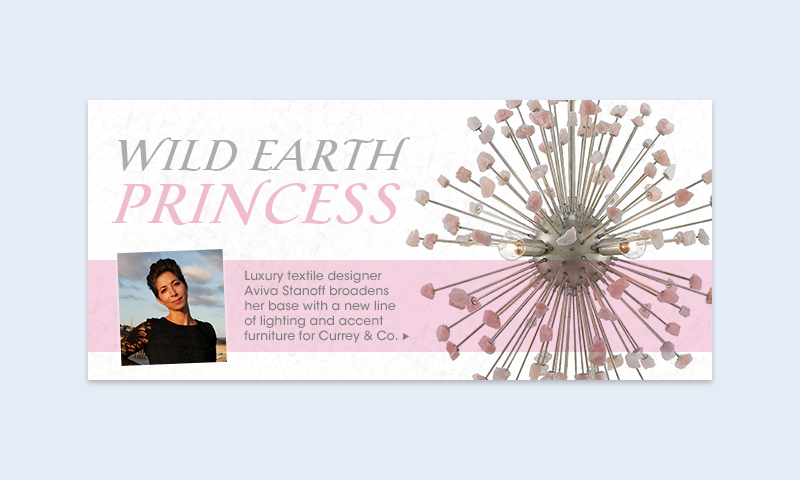 WILD EARTH
PRINCESS
Luxury textile designer
Aviva Stanoff broadens
her base with a new line
of lighting and accent
furniture for Currey & Co. ▶